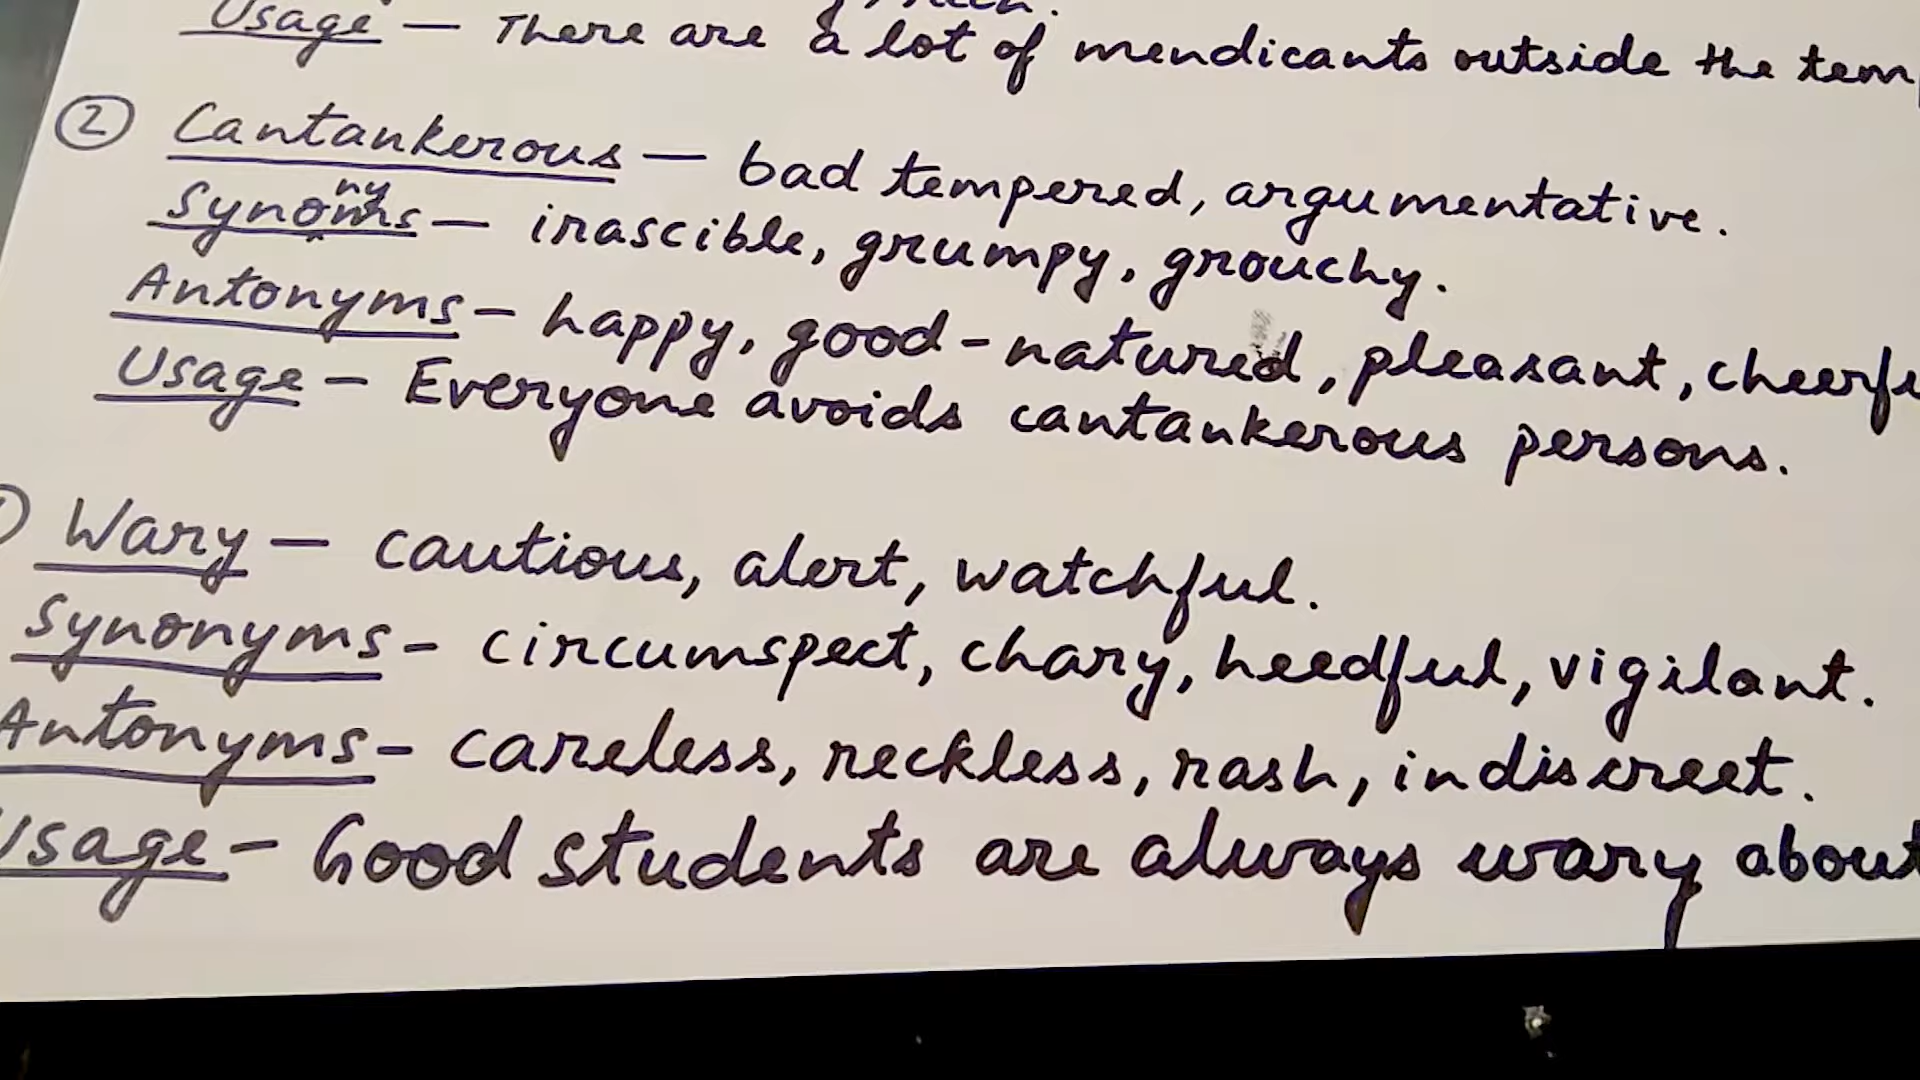 Usage — There are a lot of mendicants outside the
② Cantankerous — bad tempered, argumentative.
Synonyms — irascible, grumpy, grouchy.
Antonyms — happy, good-natured, pleasant,
Usage — Everyone avoids cantankerous persons.
Wary — cautious, alert, watchful.
Synonyms - circumspect, chary, heedful, vigilant.
Antonyms - careless, reckless, rash, indiscreet.
Usage - Good students are always wary about